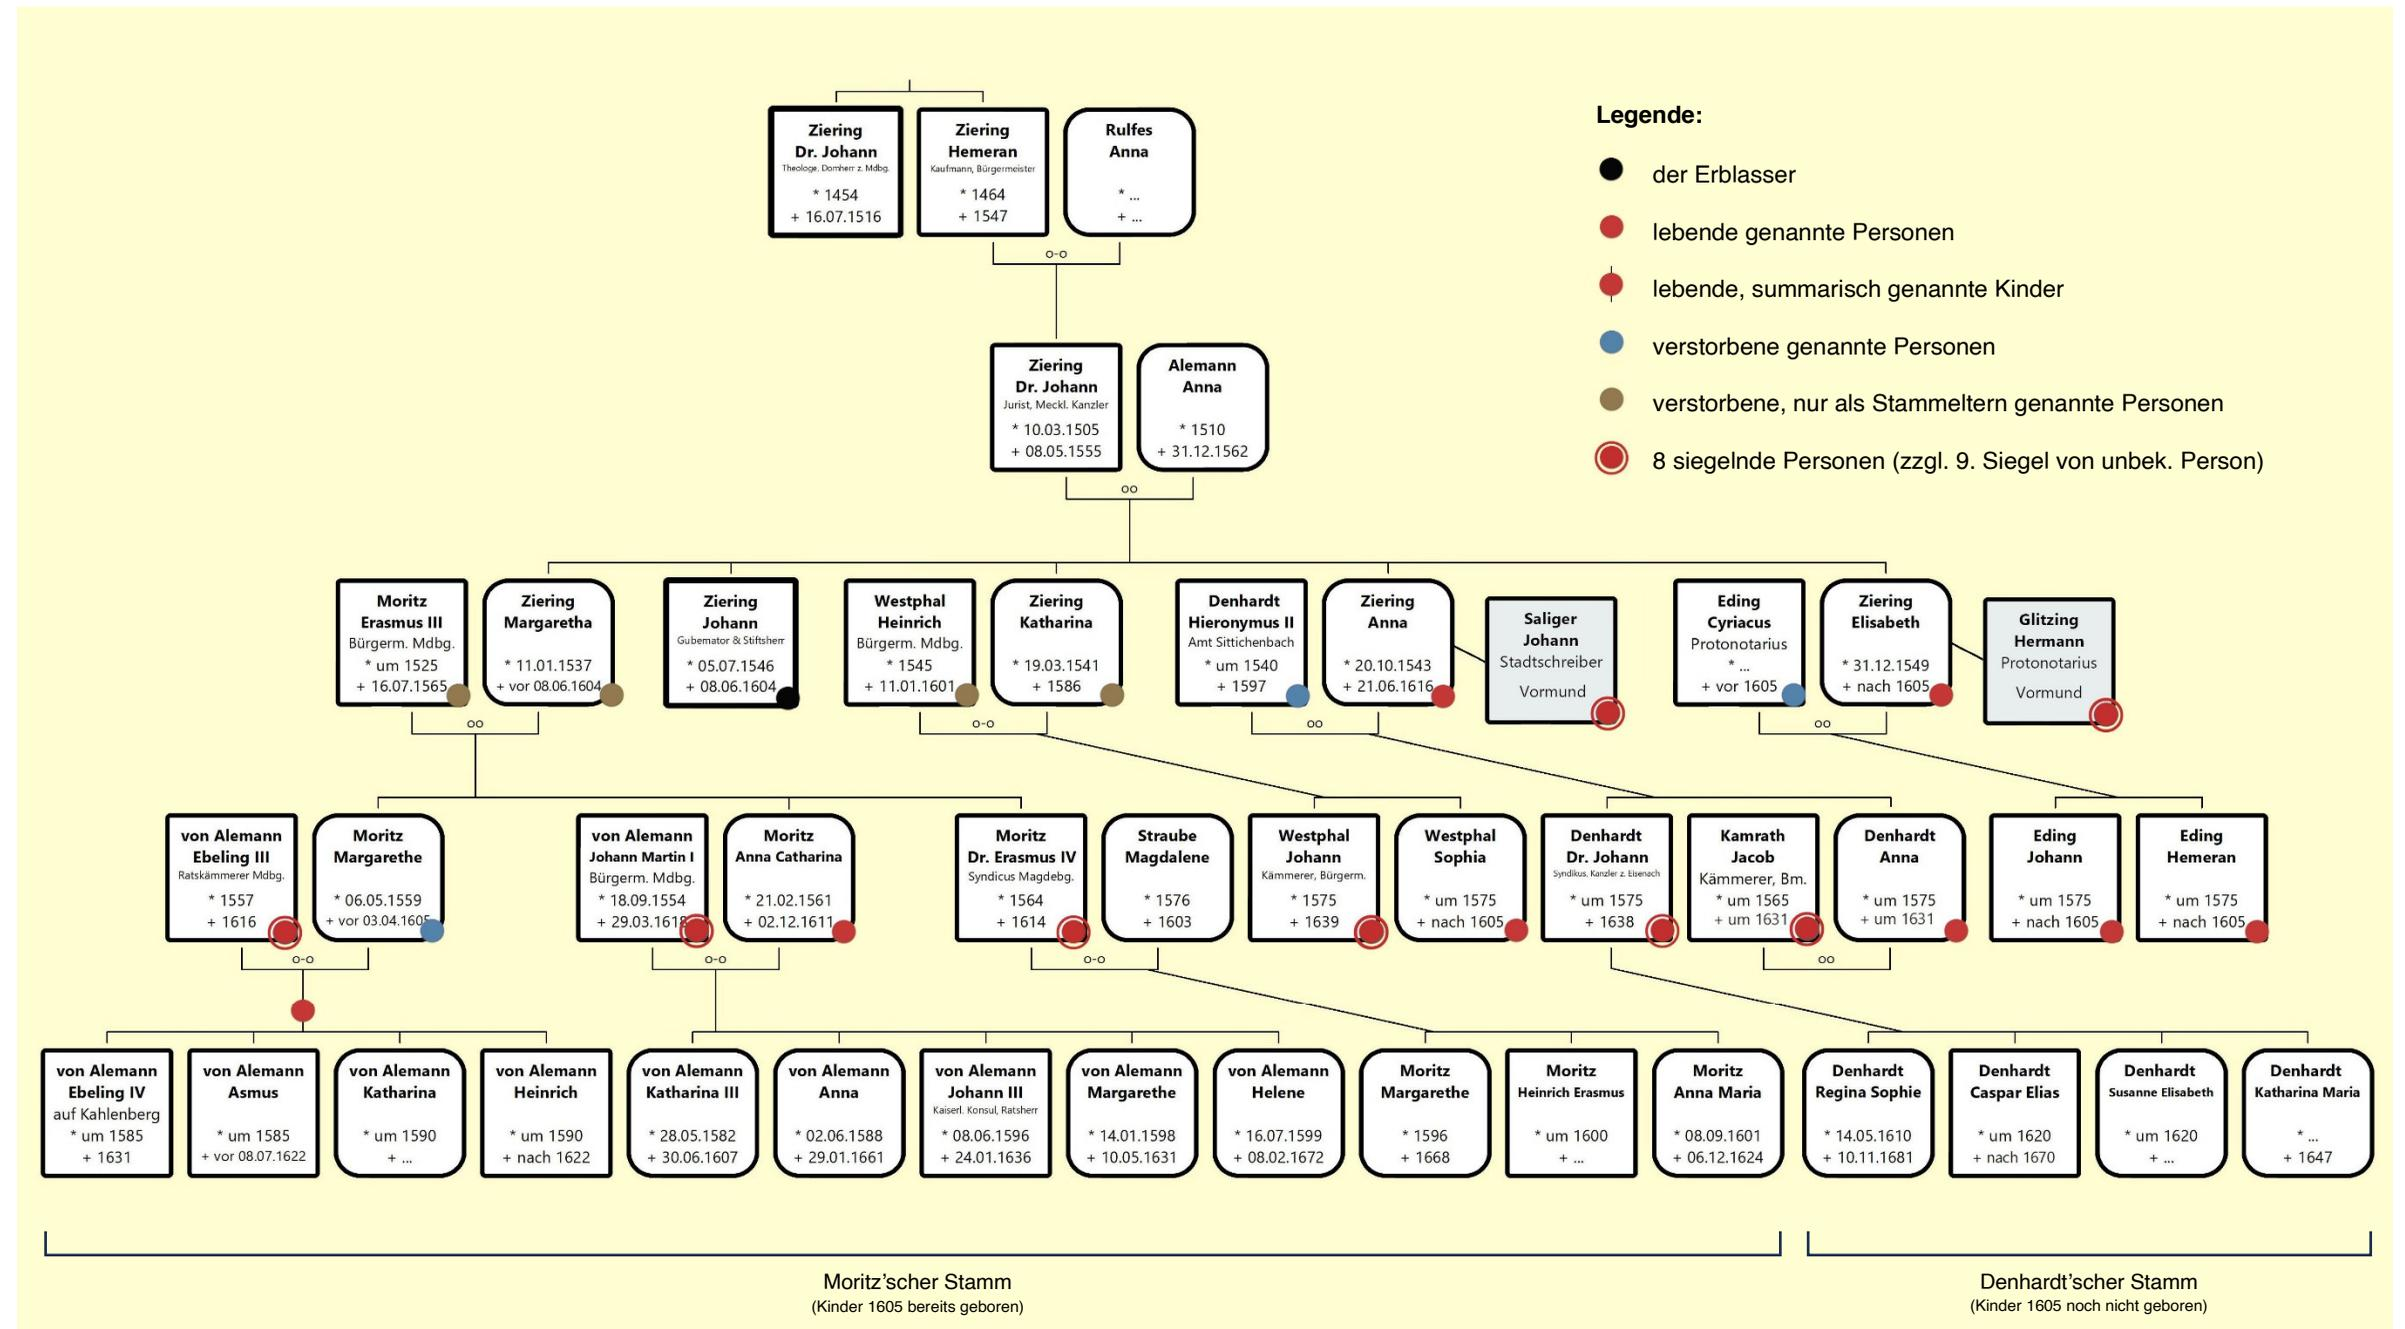 Ziering
Dr. Johann
Theologe, Domherr z. Mdbg.
* 1454
+ 16.07.1516
Ziering
Hemeran
Kaufmann, Bürgermeister
* 1464
+ 1547
Rulfes
Anna
* ...
+ ...
o-o
Legende:
der Erblasser
lebende genannte Personen
lebende, summarisch genannte Kinder
verstorbene genannte Personen
verstorbene, nur als Stammeltern genannte Personen
8 siegelnde Personen (zzgl. 9. Siegel von unbek. Person)
Ziering
Dr. Johann
Jurist, Meckl. Kanzler
* 10.03.1505
+ 08.05.1555
Alemann
Anna
* 1510
+ 31.12.1562
oo
Moritz
Erasmus III
Bürgerm. Mdbg.
* um 1525
+ 16.07.1565
Ziering
Margaretha
* 11.01.1537
+ vor 08.06.1604
oo
Ziering
Johann
Gubernator & Stiftsherr
* 05.07.1546
+ 08.06.1604
Westphal
Heinrich
Bürgerm. Mdbg.
* 1545
+ 11.01.1601
Ziering
Katharina
* 19.03.1541
+ 1586
o-o
Denhardt
Hieronymus II
Amt Sittichenbach
* um 1540
+ 1597
Ziering
Anna
* 20.10.1543
+ 21.06.1616
oo
Saliger
Johann
Stadtschreiber
Vormund
Eding
Cyriacus
Protonotarius
* ...
+ vor 1605
Ziering
Elisabeth
* 31.12.1549
+ nach 1605
oo
Glitzing
Hermann
Protonotarius
Vormund
von Alemann
Ebeling III
Ratskämmerer Mdbg.
* 1557
+ 1616
Moritz
Margarethe
* 06.05.1559
+ vor 03.04.1605
o-o
von Alemann
Johann Martin I
Bürgerm. Mdbg.
* 18.09.1554
+ 29.03.1618
Moritz
Anna Catharina
* 21.02.1561
+ 02.12.1611
o-o
Moritz
Dr. Erasmus IV
Syndicus Magdebg.
* 1564
+ 1614
Straube
Magdalene
* 1576
+ 1603
o-o
Westphal
Johann
Kämmerer, Bürgerm.
* 1575
+ 1639
Westphal
Sophia
* um 1575
+ nach 1605
Denhardt
Dr. Johann
Syndikus, Kanzler z. Eisenach
* um 1575
+ 1638
Kamrath
Jacob
Kämmerer, Bm.
* um 1565
+ um 1631
Denhardt
Anna
* um 1575
+ um 1631
oo
Eding
Johann
* um 1575
+ nach 1605
Eding
Hemeran
* um 1575
+ nach 1605
von Alemann
Ebeling IV
auf Kahlenberg
* um 1585
+ 1631
von Alemann
Asmus
* um 1585
+ vor 08.07.1622
von Alemann
Katharina
* um 1590
+ ...
von Alemann
Heinrich
* um 1590
+ nach 1622
von Alemann
Katharina III
* 28.05.1582
+ 30.06.1607
von Alemann
Anna
* 02.06.1588
+ 29.01.1661
von Alemann
Johann III
Kaiserl. Konsul, Ratsherr
* 08.06.1596
+ 24.01.1636
von Alemann
Margarethe
* 14.01.1598
+ 10.05.1631
von Alemann
Helene
* 16.07.1599
+ 08.02.1672
Moritz
Margarethe
* 1596
+ 1668
Moritz
Heinrich Erasmus
* um 1600
+ ...
Moritz
Anna Maria
* 08.09.1601
+ 06.12.1624
Denhardt
Regina Sophie
* 14.05.1610
+ 10.11.1681
Denhardt
Caspar Elias
* um 1620
+ nach 1670
Denhardt
Susanne Elisabeth
* um 1620
+ ...
Denhardt
Katharina Maria
* ...
+ 1647
Moritz’scher Stamm
(Kinder 1605 bereits geboren)
Denhardt’scher Stamm
(Kinder 1605 noch nicht geboren)